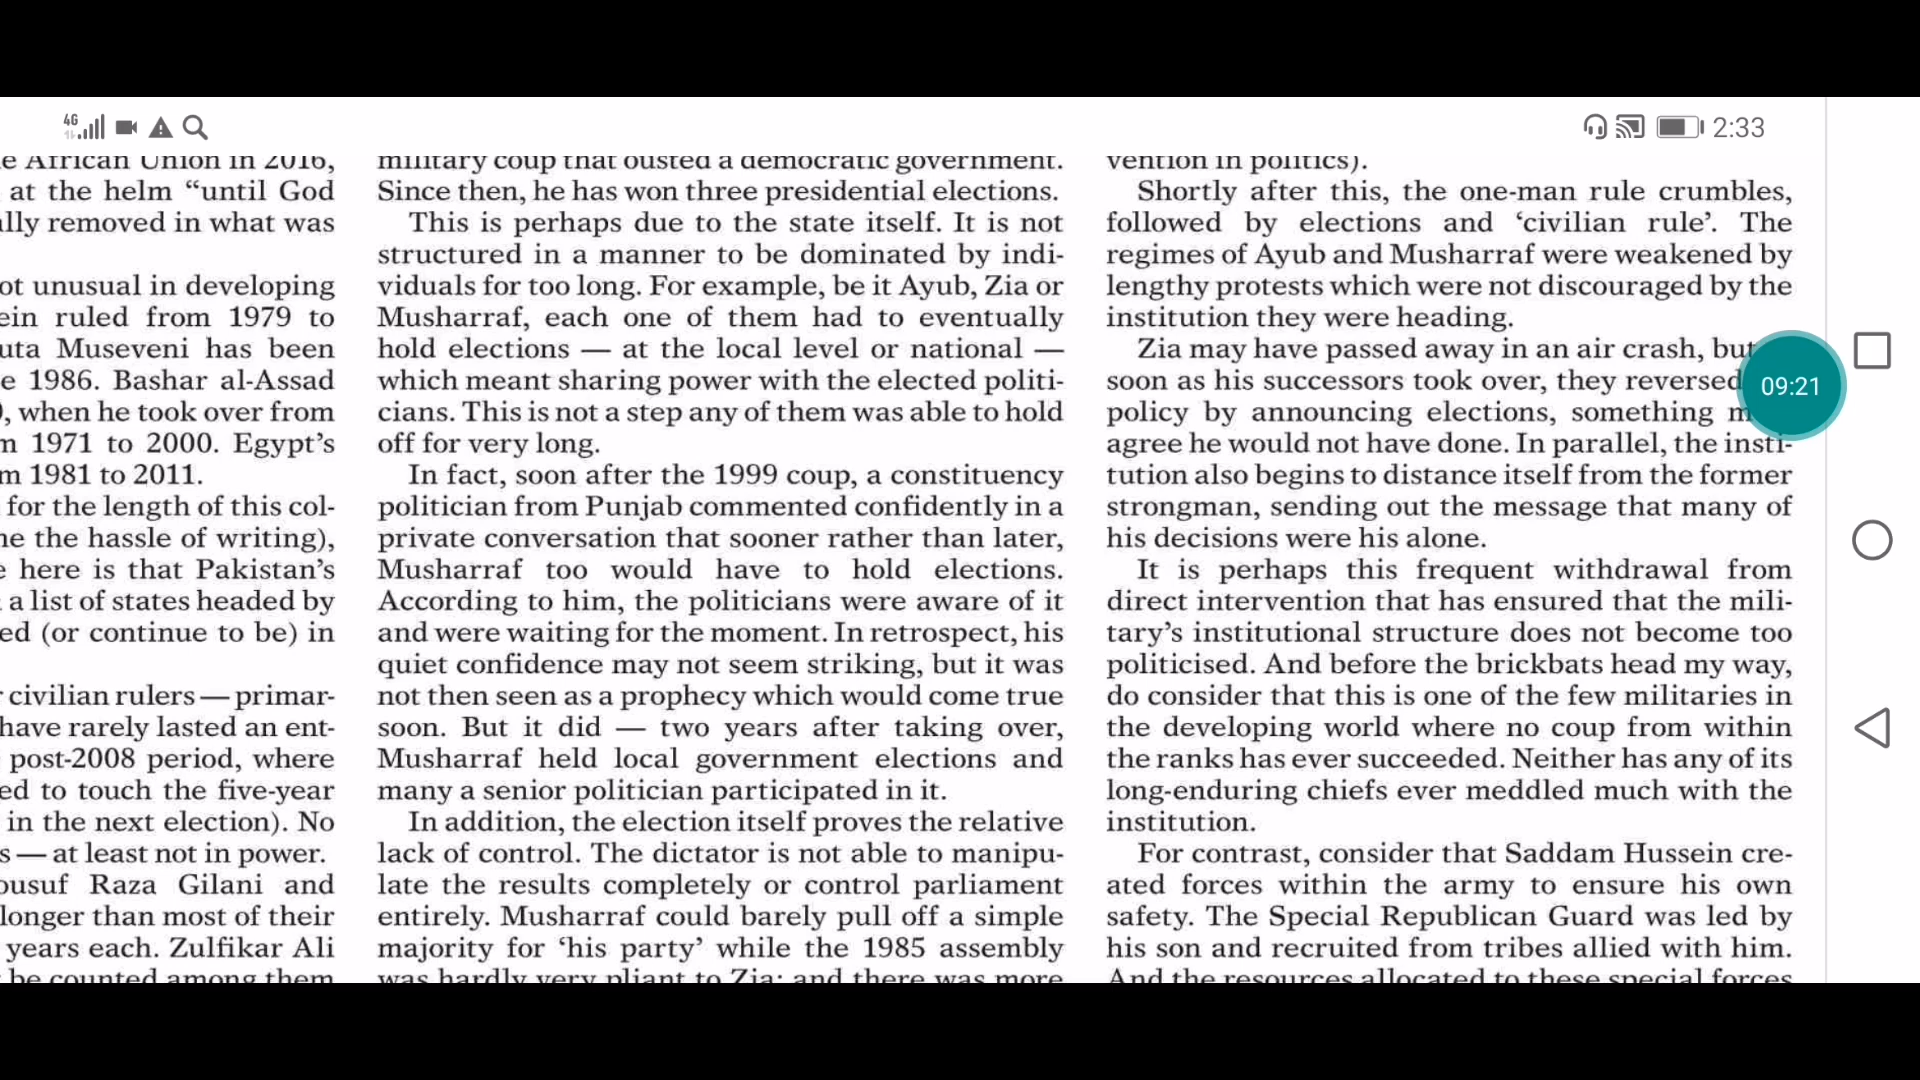 4G
2:33
e African Union in 2016,
at the helm “until God
lly removed in what was
ot unusual in developing
ein ruled from 1979 to
uta Museveni has been
e 1986. Bashar al-Assad
, when he took over from
m 1971 to 2000. Egypt’s
m 1981 to 2011.
for the length of this col-
ne the hassle of writing),
e here is that Pakistan’s
a list of states headed by
ed (or continue to be) in
civilian rulers — primar-
have rarely lasted an ent-
post-2008 period, where
ed to touch the five-year
in the next election). No
s — at least not in power.
ousuf Raza Gilani and
longer than most of their
years each. Zulfikar Ali
be counted among them
military coup that ousted a democratic government.
Since then, he has won three presidential elections.
This is perhaps due to the state itself. It is not
structured in a manner to be dominated by indi-
viduals for too long. For example, be it Ayub, Zia or
Musharraf, each one of them had to eventually
hold elections — at the local level or national —
which meant sharing power with the elected politi-
cians. This is not a step any of them was able to hold
off for very long.
In fact, soon after the 1999 coup, a constituency
politician from Punjab commented confidently in a
private conversation that sooner rather than later,
Musharraf too would have to hold elections.
According to him, the politicians were aware of it
and were waiting for the moment. In retrospect, his
quiet confidence may not seem striking, but it was
not then seen as a prophecy which would come true
soon. But it did — two years after taking over,
Musharraf held local government elections and
many a senior politician participated in it.
In addition, the election itself proves the relative
lack of control. The dictator is not able to manipu-
late the results completely or control parliament
entirely. Musharraf could barely pull off a simple
majority for ‘his party’ while the 1985 assembly
was hardly very pliant to Zia; and there was more
vention in politics).
Shortly after this, the one-man rule crumbles,
followed by elections and ‘civilian rule’. The
regimes of Ayub and Musharraf were weakened by
lengthy protests which were not discouraged by the
institution they were heading.
Zia may have passed away in an air crash, but
soon as his successors took over, they reversed
policy by announcing elections, something m
agree he would not have done. In parallel, the insti-
tution also begins to distance itself from the former
strongman, sending out the message that many of
his decisions were his alone.
It is perhaps this frequent withdrawal from
direct intervention that has ensured that the mili-
tary’s institutional structure does not become too
politicised. And before the brickbats head my way,
do consider that this is one of the few militaries in
the developing world where no coup from within
the ranks has ever succeeded. Neither has any of its
long-enduring chiefs ever meddled much with the
institution.
For contrast, consider that Saddam Hussein cre-
ated forces within the army to ensure his own
safety. The Special Republican Guard was led by
his son and recruited from tribes allied with him.
And the resources allocated to these special forces
09:21